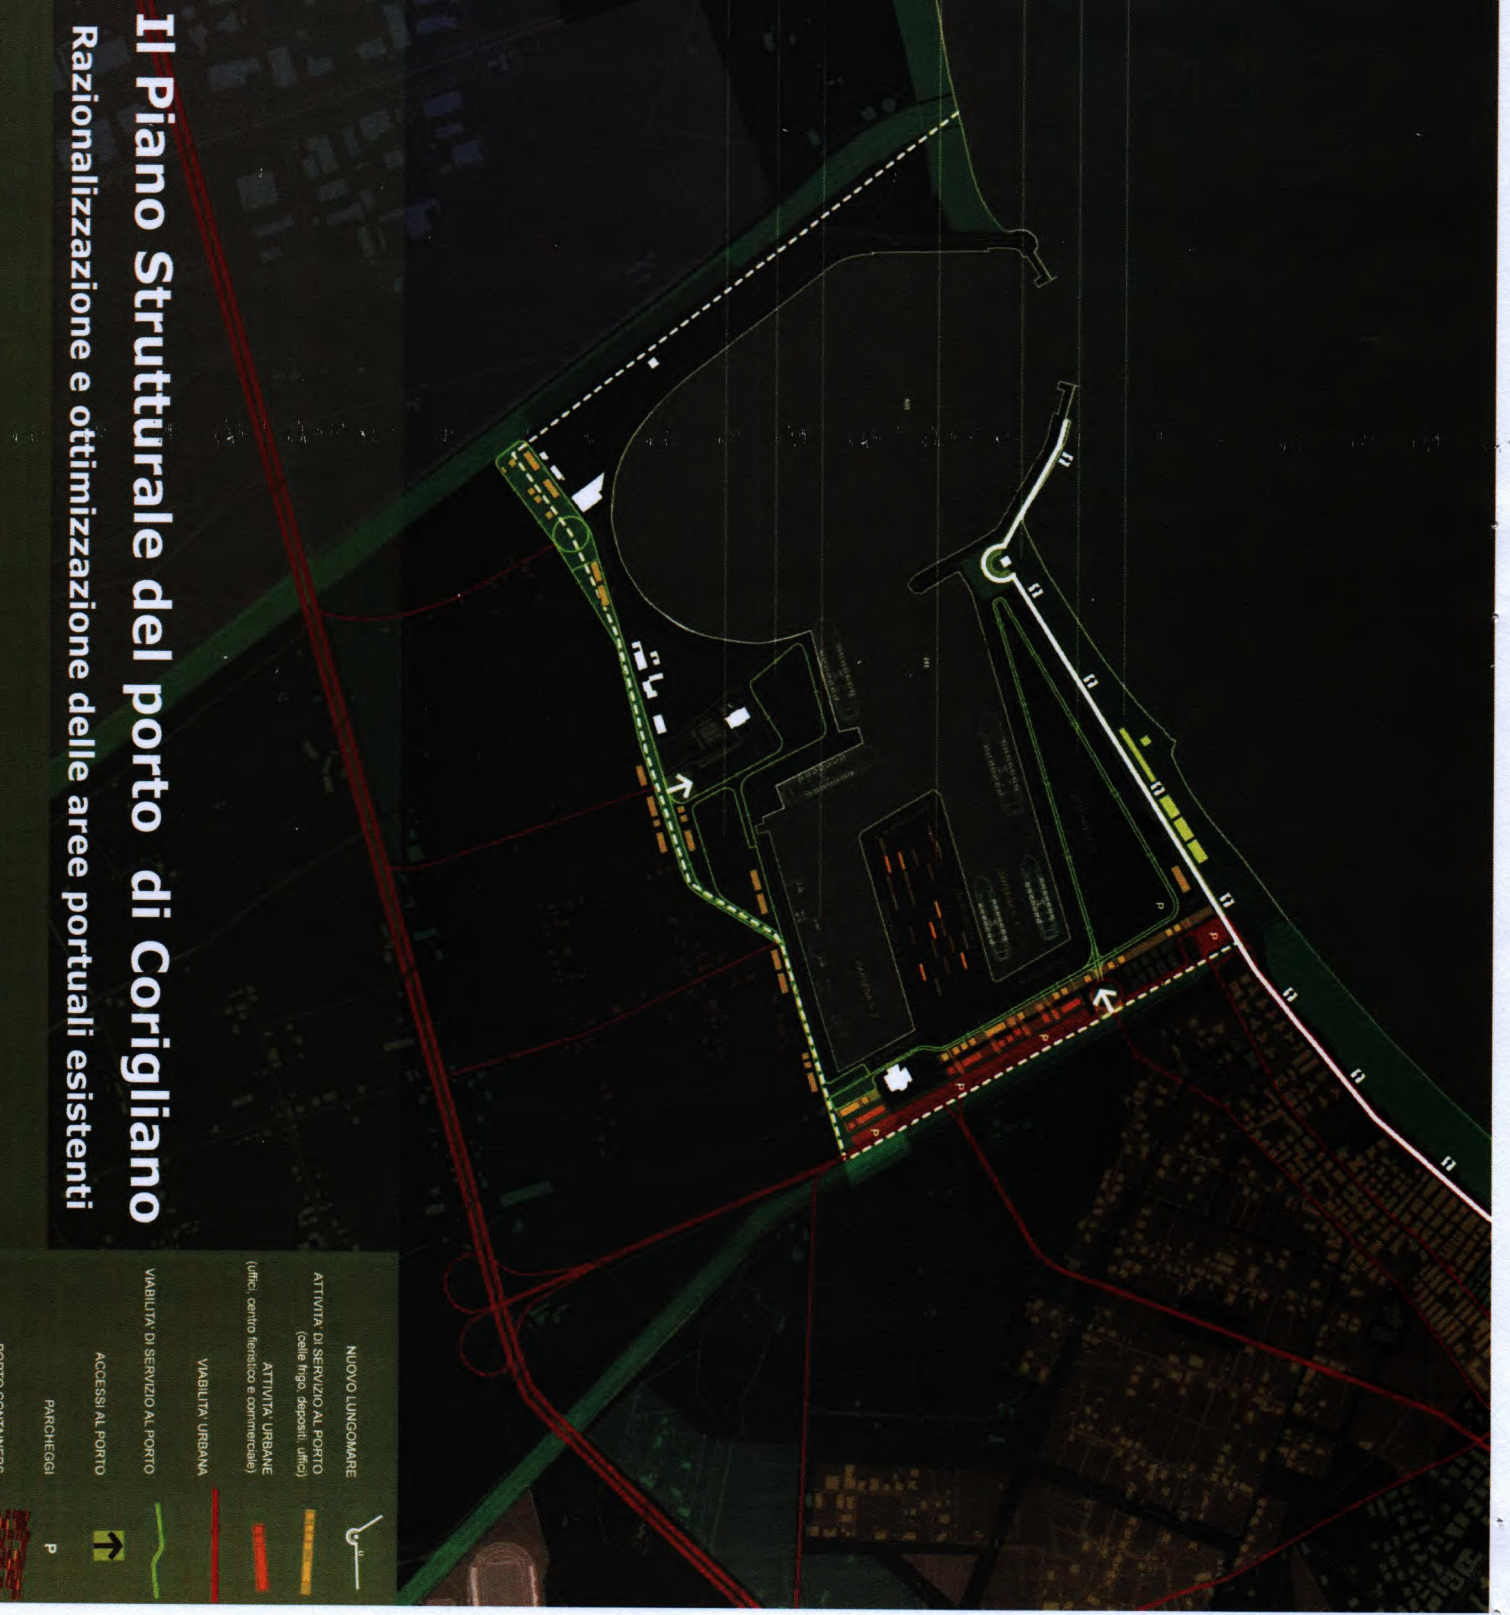 Il Piano Strutturale del porto di Corigliano
Razionalizzazione e ottimizzazione delle aree portuali esistenti
NUOVO LUNGOMARE
ATTIVITA' DI SERVIZIO AL PORTO
(celle frigo, depositi, uffici)
ATTIVITA' URBANE
(uffici, centro fieristico e commerciale)
VIABILITA' URBANA
VIABILITA' DI SERVIZIO AL PORTO
ACCESSI AL PORTO
PARCHEGGI
P
PORTO CONTAINERS
P
P
P
P
P